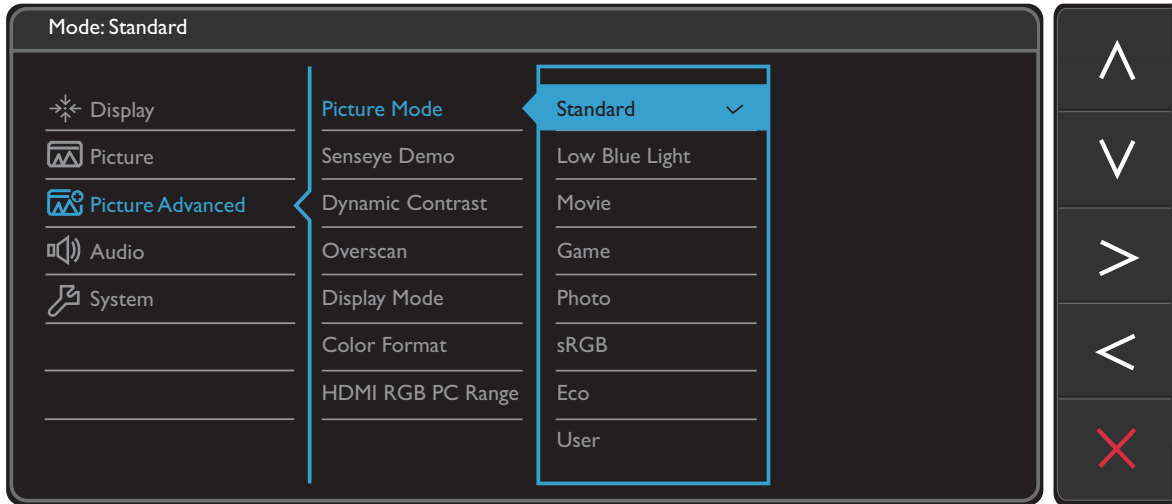 Mode: Standard
Display
Picture
Picture Advanced
Audio
System
Picture Mode
Senseye Demo
Dynamic Contrast
Overscan
Display Mode
Color Format
HDMI RGB PC Range
Standard
Low Blue Light
Movie
Game
Photo
sRGB
Eco
User